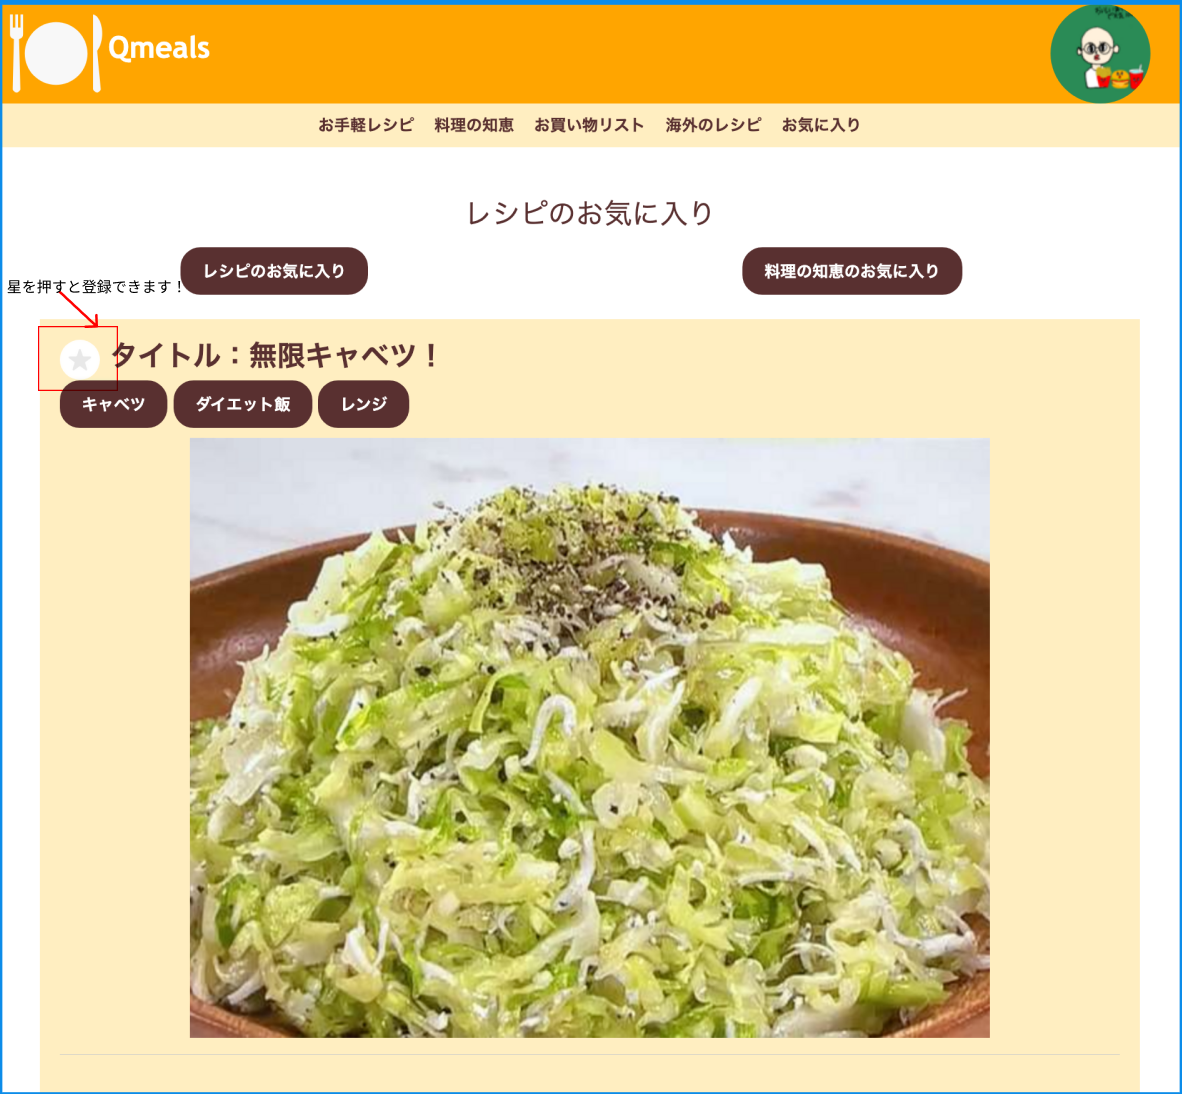 Qmeals
お手軽レシピ 料理の知恵 お買い物リスト 海外のレシピ お気に入り
レシピのお気に入り
レシピのお気に入り 料理の知恵のお気に入り
星を押すと登録できます！
タイトル：無限キャベツ！
キャベツ ダイエット飯 レンジ